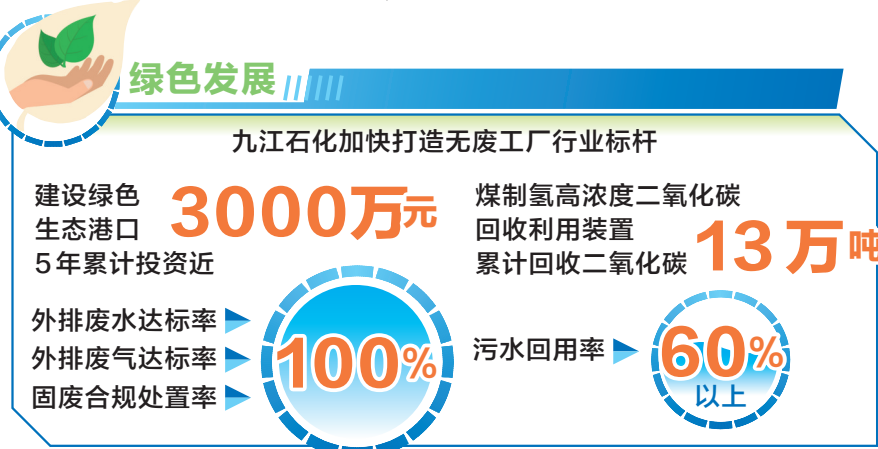 绿色发展
九江石化加快打造无废工厂行业标杆
建设绿色
生态港口
5年累计投资近
3000万元
煤制氢高浓度二氧化碳
回收利用装置
累计回收二氧化碳
13万吨
外排废水达标率
外排废气达标率
固废合规处置率
100%
污水回用率
60%
以上